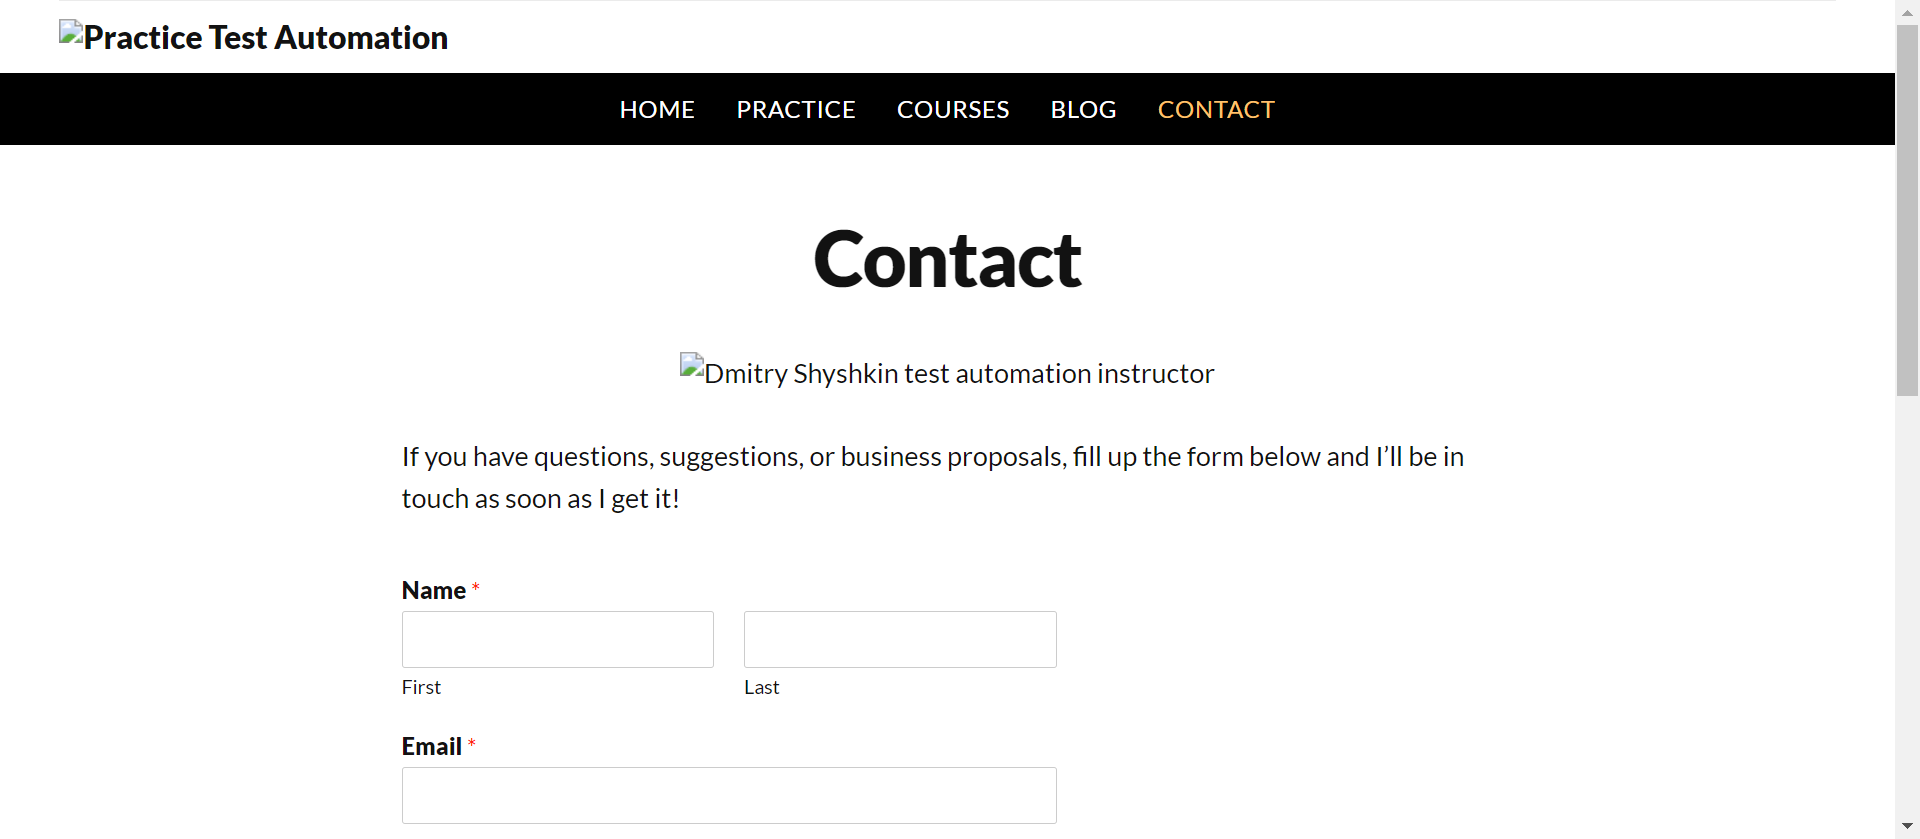 Practice Test Automation
HOME PRACTICE COURSES BLOG CONTACT
Contact
Dmitry Shyshkin test automation instructor
If you have questions, suggestions, or business proposals, fill up the form below and I’ll be in
touch as soon as I get it!
Name *
First Last
Email *